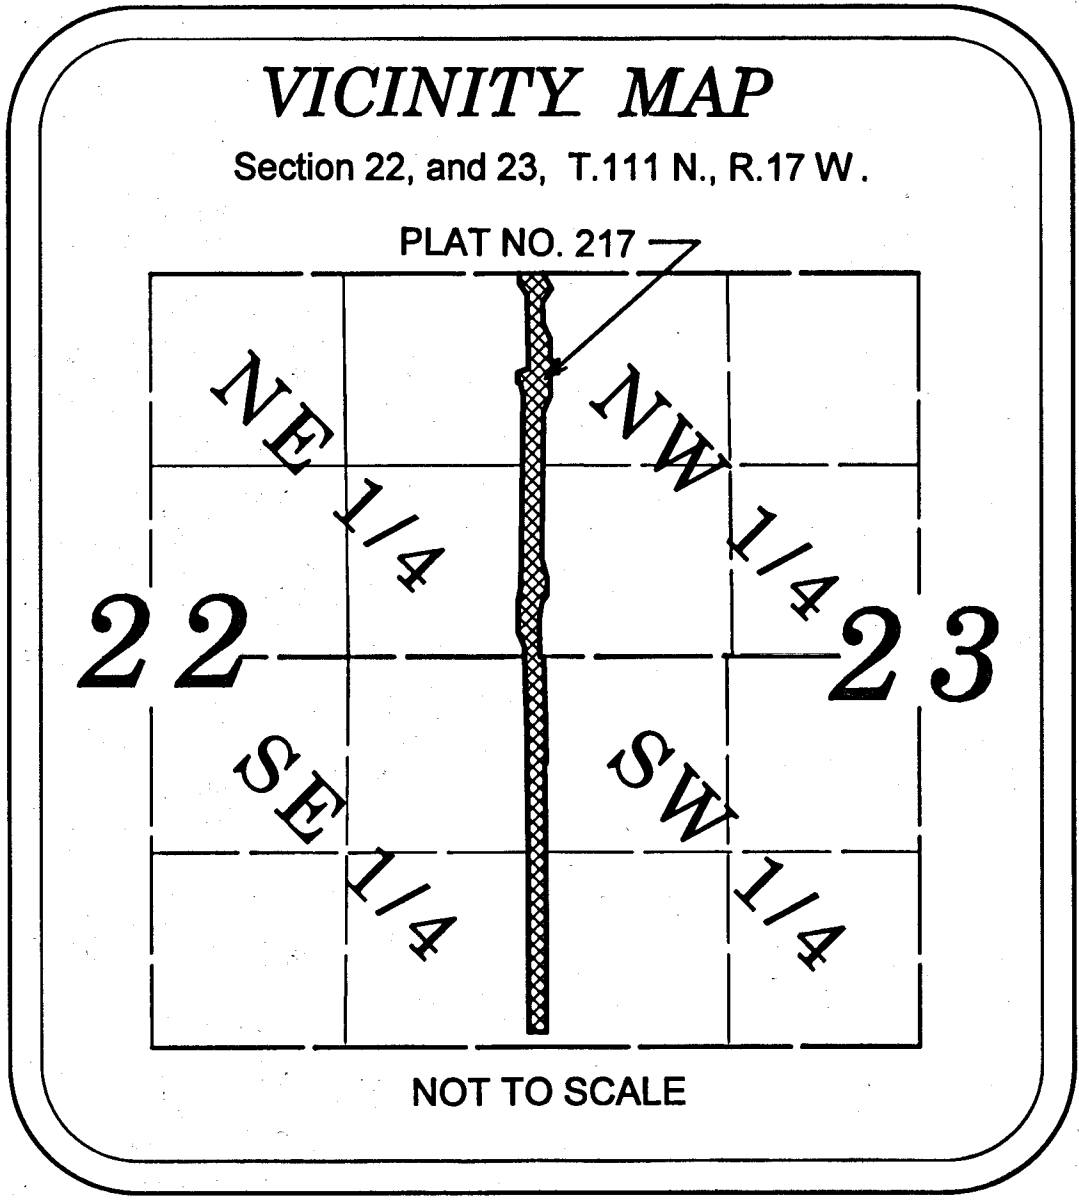 VICINITY MAP
Section 22, and 23, T.111 N., R.17 W.
PLAT NO. 217
NE 1/4
NW 1/4
22
23
SE 1/4
SW 1/4
NOT TO SCALE